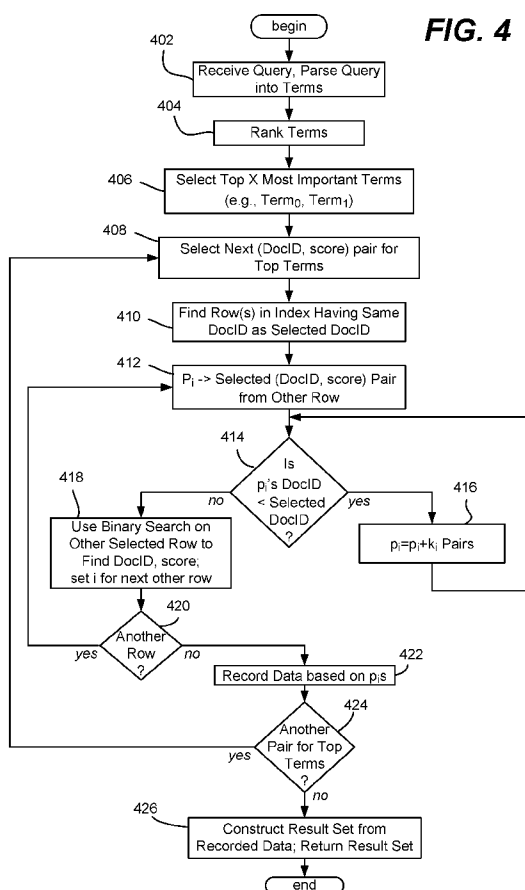 FIG. 4
begin
402
Receive Query, Parse Query
into Terms
404
Rank Terms
406
Select Top X Most Important Terms
(e.g., Term₀, Term₁)
408
Select Next (DocID, score) pair for
Top Terms
410
Find Row(s) in Index Having Same
DocID as Selected DocID
412
Pᵢ -> Selected (DocID, score) Pair
from Other Row
414
Is
pᵢ's DocID
< Selected
DocID
?
no
yes
418
Use Binary Search on
Other Selected Row to
Find DocID, score;
set i for next other row
416
pᵢ=pᵢ+kᵢ Pairs
420
Another
Row
?
yes
no
Record Data based on pᵢs
422
424
Another
Pair for Top
Terms
?
yes
no
426
Construct Result Set from
Recorded Data; Return Result Set
end